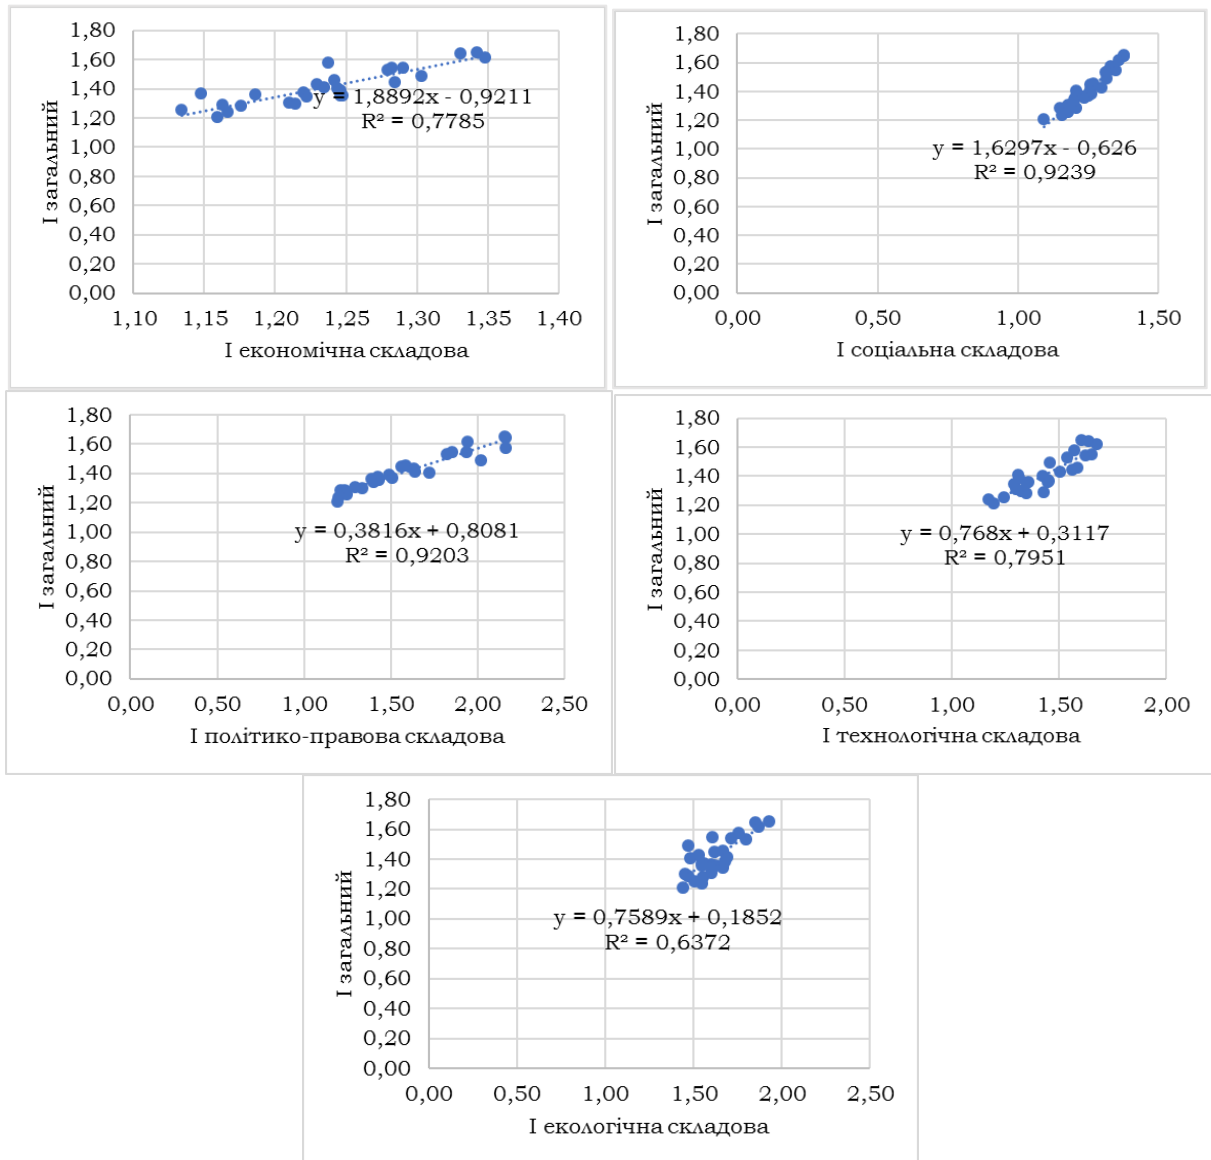 1,80
1,60
1,40
1,20
1,00
0,80
0,60
0,40
0,20
0,00
І загальний
y = 1,8892x - 0,9211
R² = 0,7785
1,10 1,15 1,20 1,25 1,30 1,35 1,40
І економічна складова
1,80
1,60
1,40
1,20
1,00
0,80
0,60
0,40
0,20
0,00
І загальний
y = 1,6297x - 0,626
R² = 0,9239
0,00 0,50 1,00 1,50
І соціальна складова
1,80
1,60
1,40
1,20
1,00
0,80
0,60
0,40
0,20
0,00
І загальний
y = 0,3816x + 0,8081
R² = 0,9203
0,00 0,50 1,00 1,50 2,00 2,50
І політико-правова складова
1,80
1,60
1,40
1,20
1,00
0,80
0,60
0,40
0,20
0,00
І загальний
y = 0,768x + 0,3117
R² = 0,7951
0,00 0,50 1,00 1,50 2,00
І технологічна складова
1,80
1,60
1,40
1,20
1,00
0,80
0,60
0,40
0,20
0,00
І загальний
y = 0,7589x + 0,1852
R² = 0,6372
0,00 0,50 1,00 1,50 2,00 2,50
І екологічна складова